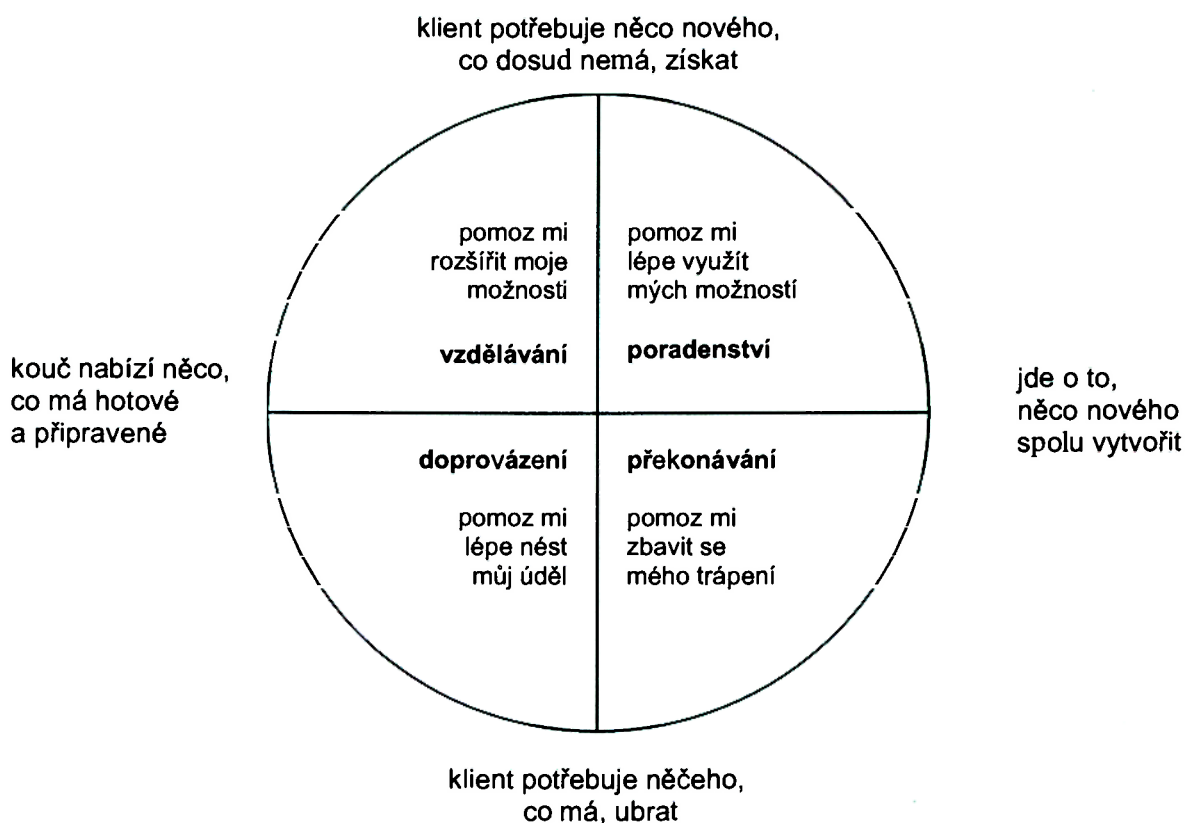 klient potřebuje něco nového,
co dosud nemá, získat
pomoz mi
rozšířit moje
možnosti
vzdělávání
pomoz mi
lépe využít
mých možností
poradenství
kouč nabízí něco,
co má hotové
a připravené
jde o to,
něco nového
spolu vytvořit
doprovázení
pomoz mi
lépe nést
můj úděl
překonávání
pomoz mi
zbavit se
mého trápení
klient potřebuje něčeho,
co má, ubrat